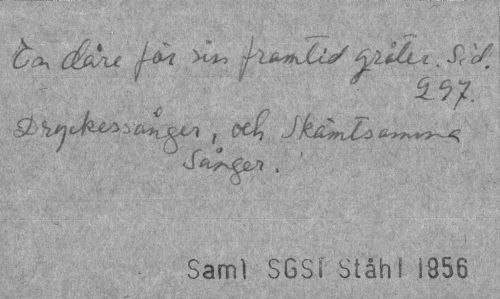 En dåre för sin framtid gråter. Sid.
297.
Dryckessånger, och Skämtsamma
Sånger.
Saml SGSI Ståhl 1856